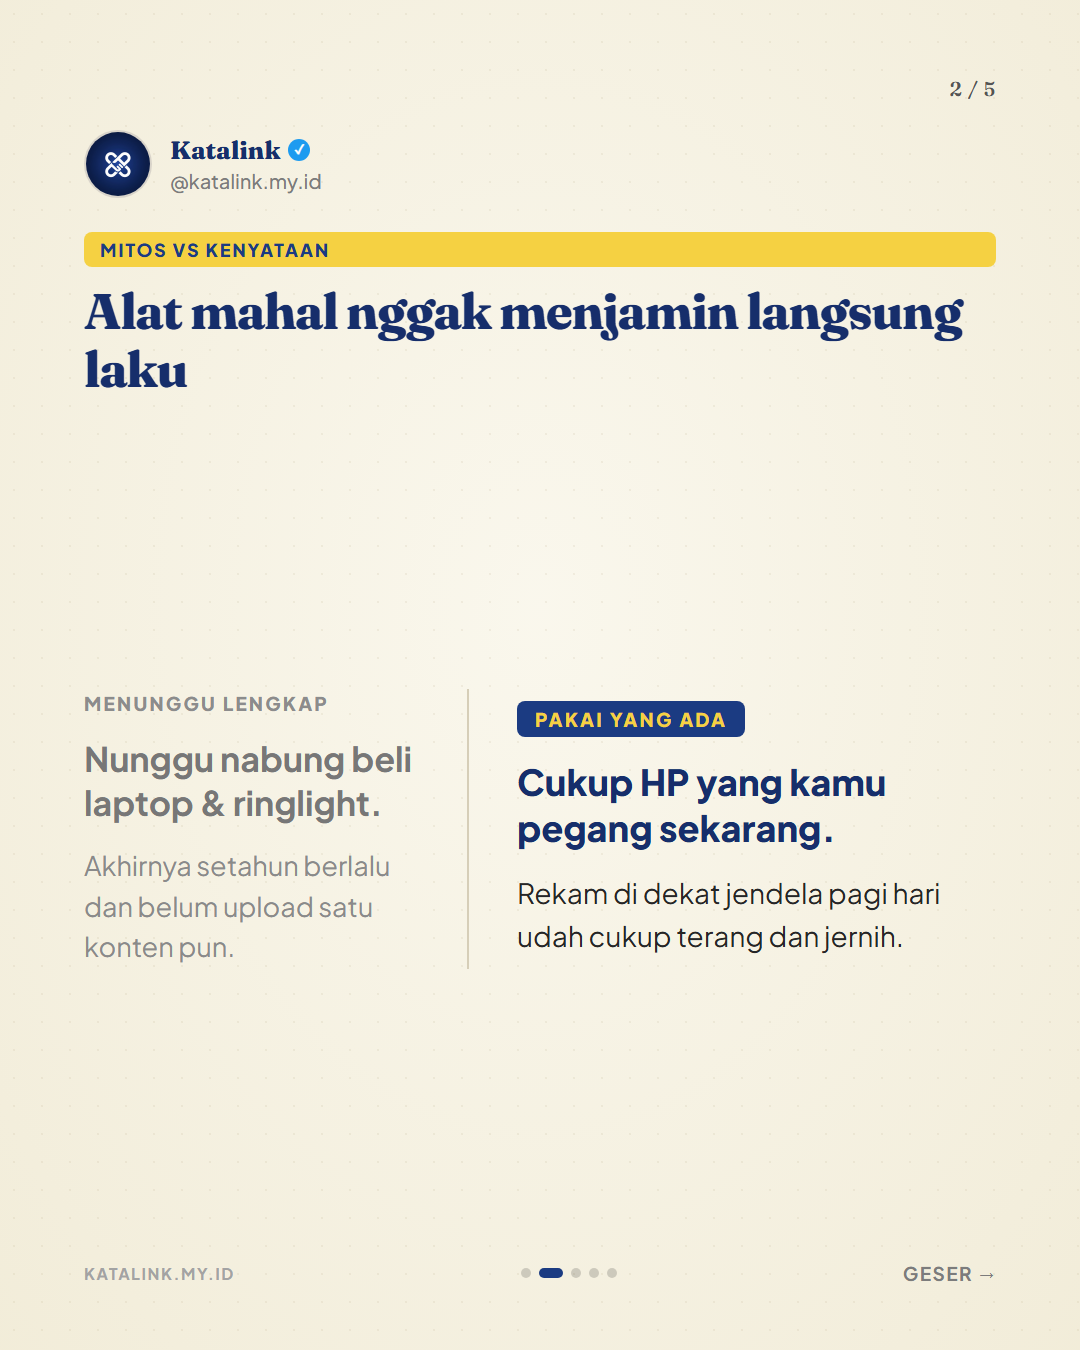 2 / 5
Katalink
@katalink.my.id
MITOS VS KENYATAAN
Alat mahal nggak menjamin langsung
laku
MENUNGGU LENGKAP
Nunggu nabung beli
laptop & ringlight.
Akhirnya setahun berlalu
dan belum upload satu
konten pun.
PAKAI YANG ADA
Cukup HP yang kamu
pegang sekarang.
Rekam di dekat jendela pagi hari
udah cukup terang dan jernih.
KATALINK.MY.ID
GESER →